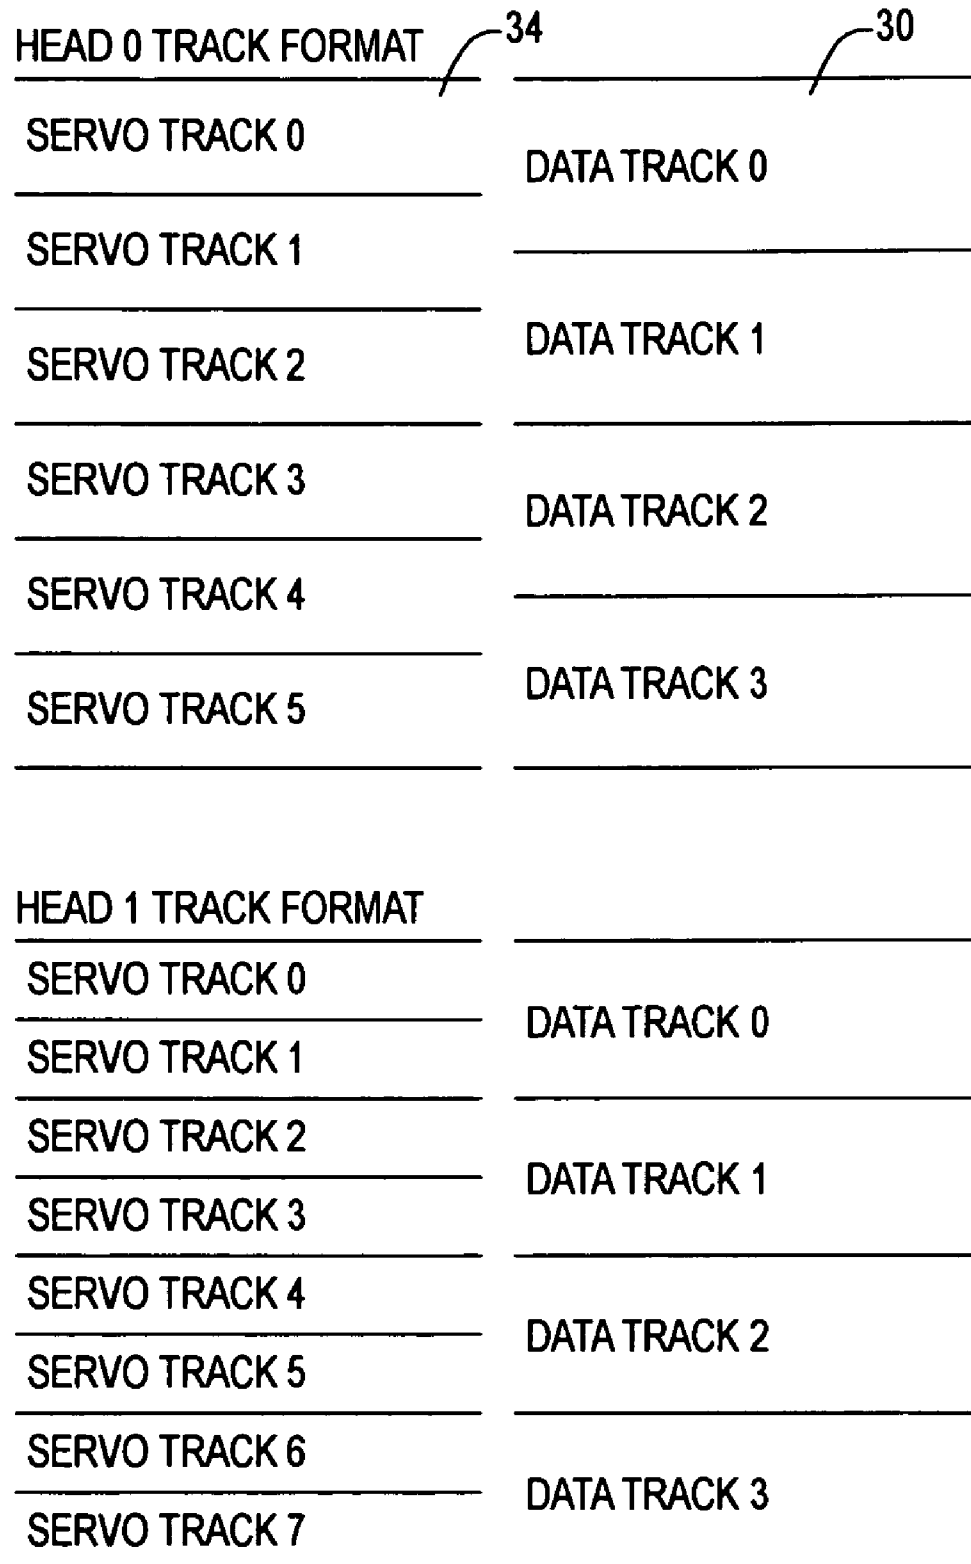 HEAD 0 TRACK FORMAT
34
30
SERVO TRACK 0
DATA TRACK 0
SERVO TRACK 1
DATA TRACK 1
SERVO TRACK 2
SERVO TRACK 3
DATA TRACK 2
SERVO TRACK 4
DATA TRACK 3
SERVO TRACK 5
HEAD 1 TRACK FORMAT
SERVO TRACK 0
DATA TRACK 0
SERVO TRACK 1
SERVO TRACK 2
DATA TRACK 1
SERVO TRACK 3
SERVO TRACK 4
DATA TRACK 2
SERVO TRACK 5
SERVO TRACK 6
DATA TRACK 3
SERVO TRACK 7